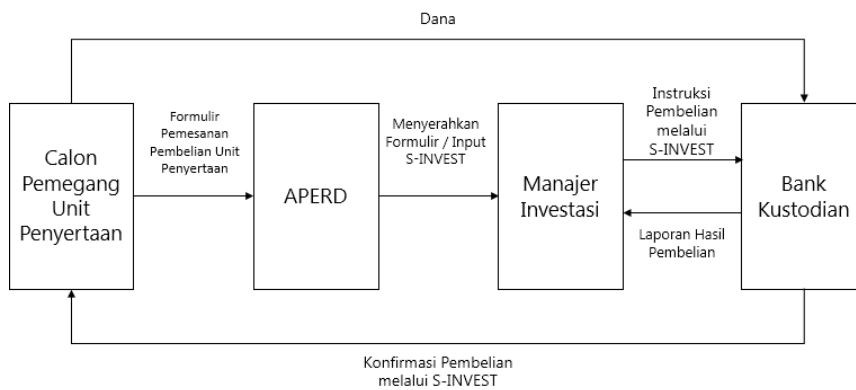 Dana
Formulir
Pemesanan
Pembelian Unit
Penyertaan
Menyerahkan
Formulir / Input
S-INVEST
Instruksi
Pembelian
melalui
S-INVEST
Calon
Pemegang
Unit
Penyertaan
APERD
Manajer
Investasi
Bank
Kustodian
Laporan Hasil
Pembelian
Konfirmasi Pembelian
melalui S-INVEST